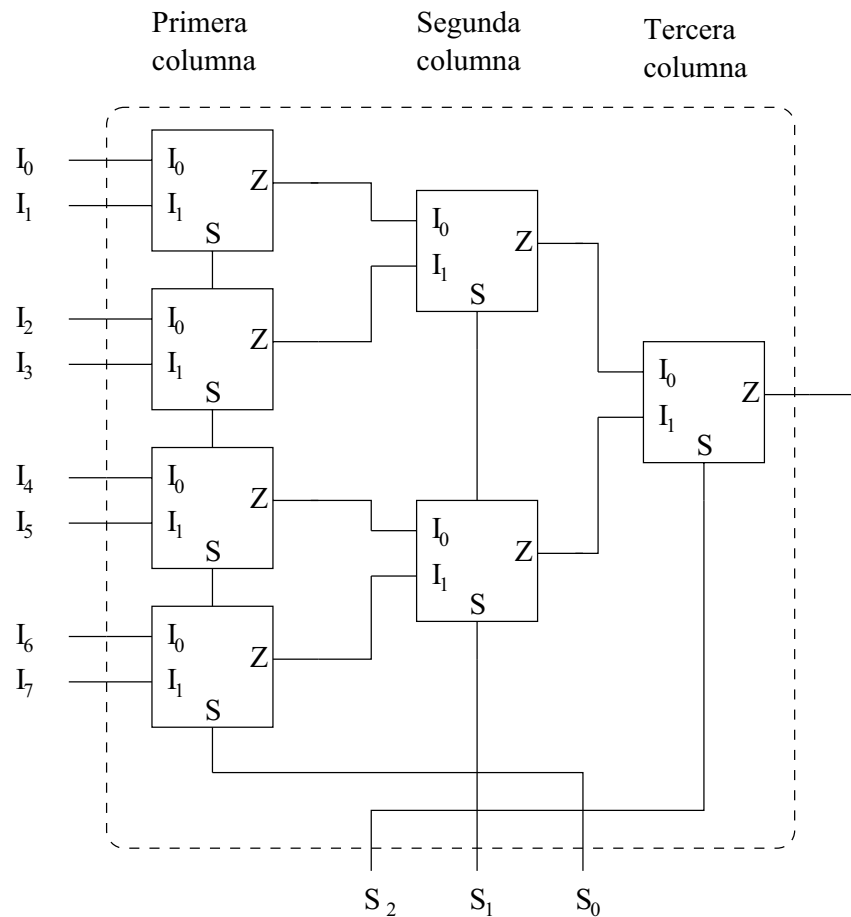 Primera
columna
Segunda
columna
Tercera
columna
I₀
I₁
I₀
I₁
Z
S
I₂
I₃
I₀
I₁
Z
S
I₄
I₅
I₀
I₁
Z
S
I₆
I₇
I₀
I₁
Z
S
I₀
I₁
Z
S
I₀
I₁
Z
S
I₀
I₁
Z
S
S₂
S₁
S₀